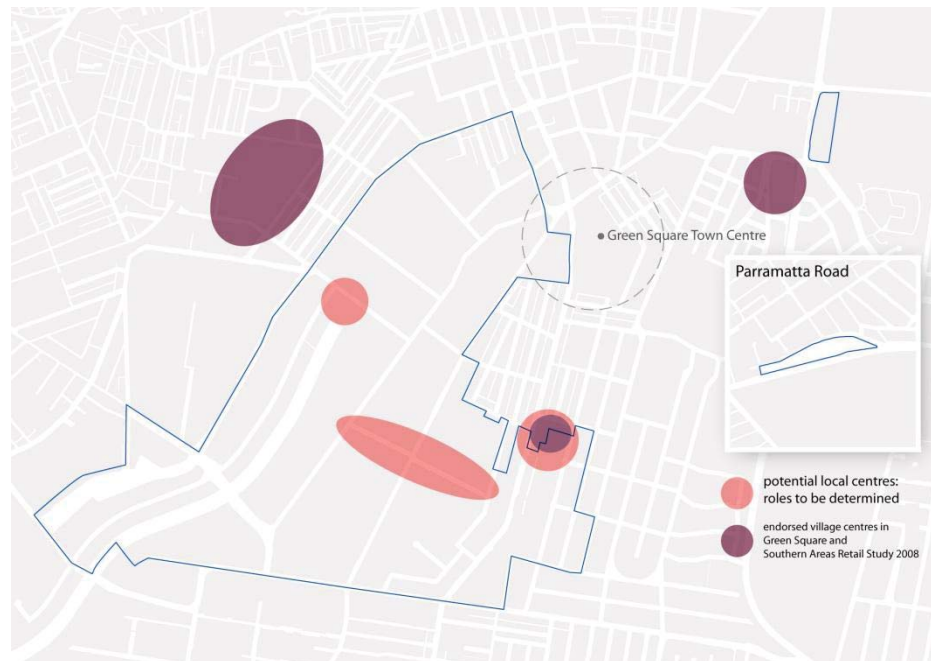 Green Square Town Centre
Parramatta Road
potential local centres:
roles to be determined
endorsed village centres in
Green Square and
Southern Areas Retail Study 2008